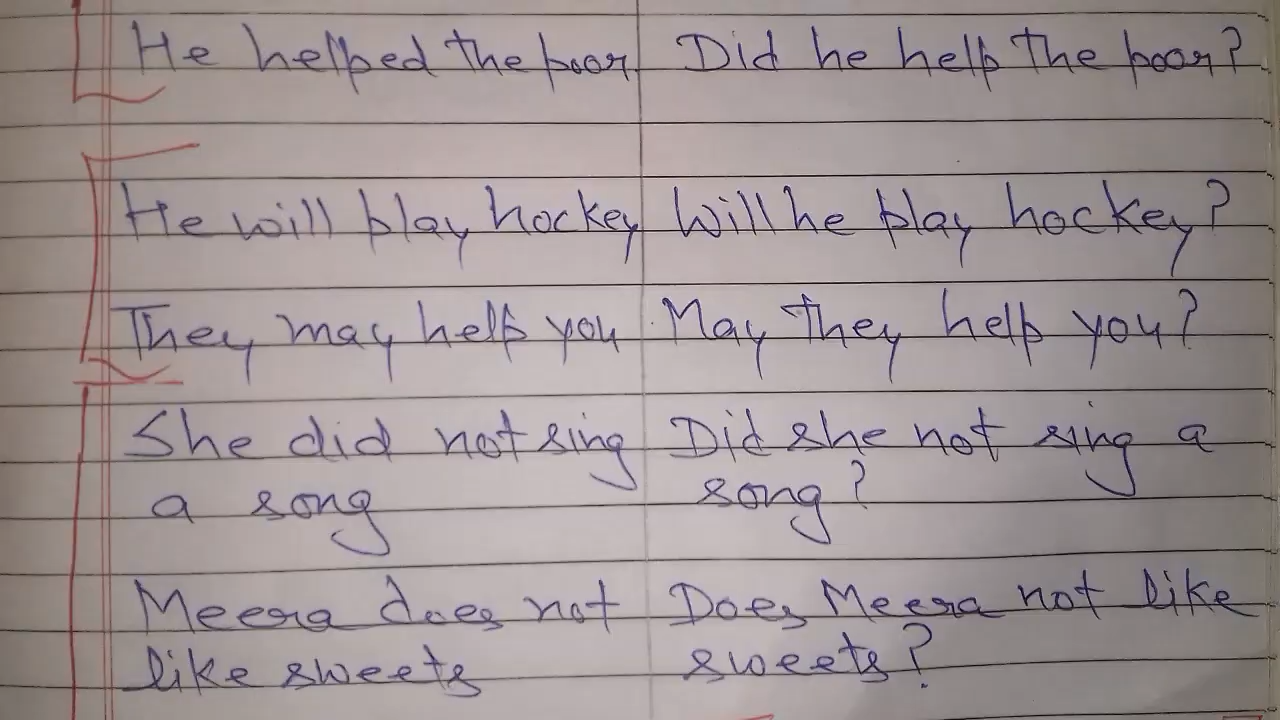 He helped the poor Did he help the poor?
He will play hockey Will he play hockey?
They may help you May they help you?
She did not sing Did she not sing a
a song song?
Meera does not Does Meera not like
like sweets sweets?